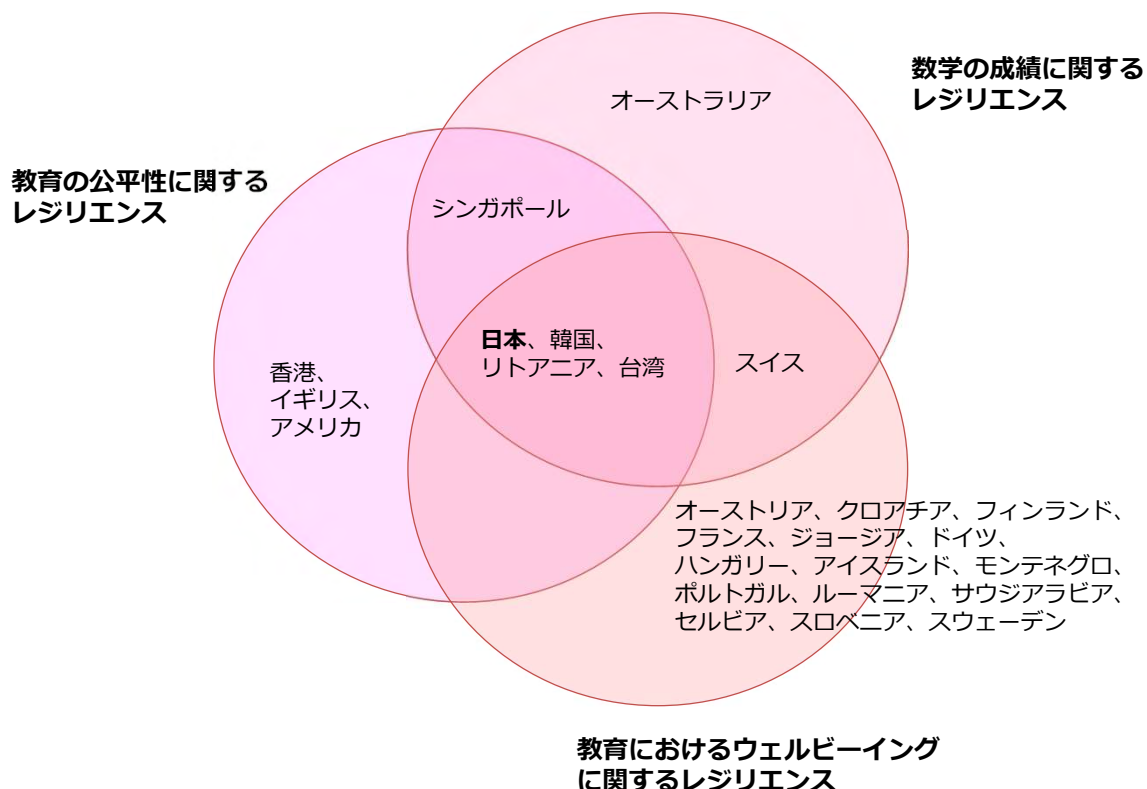 数学の成績に関する
レジリエンス
オーストラリア
教育の公平性に関する
レジリエンス
シンガポール
日本、韓国、
リトアニア、台湾
スイス
香港、
イギリス、
アメリカ
オーストリア、クロアチア、フィンランド、
フランス、ジョージア、ドイツ、
ハンガリー、アイスランド、モンテネグロ、
ポルトガル、ルーマニア、サウジアラビア、
セルビア、スロベニア、スウェーデン
教育におけるウェルビーイング
に関するレジリエンス